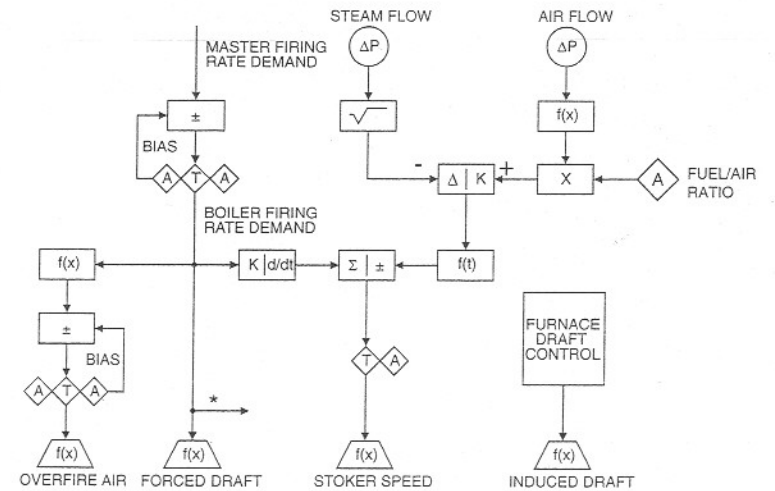 STEAM FLOW
AIR FLOW
ΔP
ΔP
MASTER FIRING
RATE DEMAND
±
√
f(x)
BIAS
A T A
-
Δ | K
+
X
A
FUEL/AIR
RATIO
BOILER FIRING
RATE DEMAND
f(x)
K | d/dt
Σ | ±
f(t)
±
BIAS
FURNACE
DRAFT
CONTROL
T A
A T A
*
f(x)
f(x)
f(x)
f(x)
OVERFIRE AIR
FORCED DRAFT
STOKER SPEED
INDUCED DRAFT